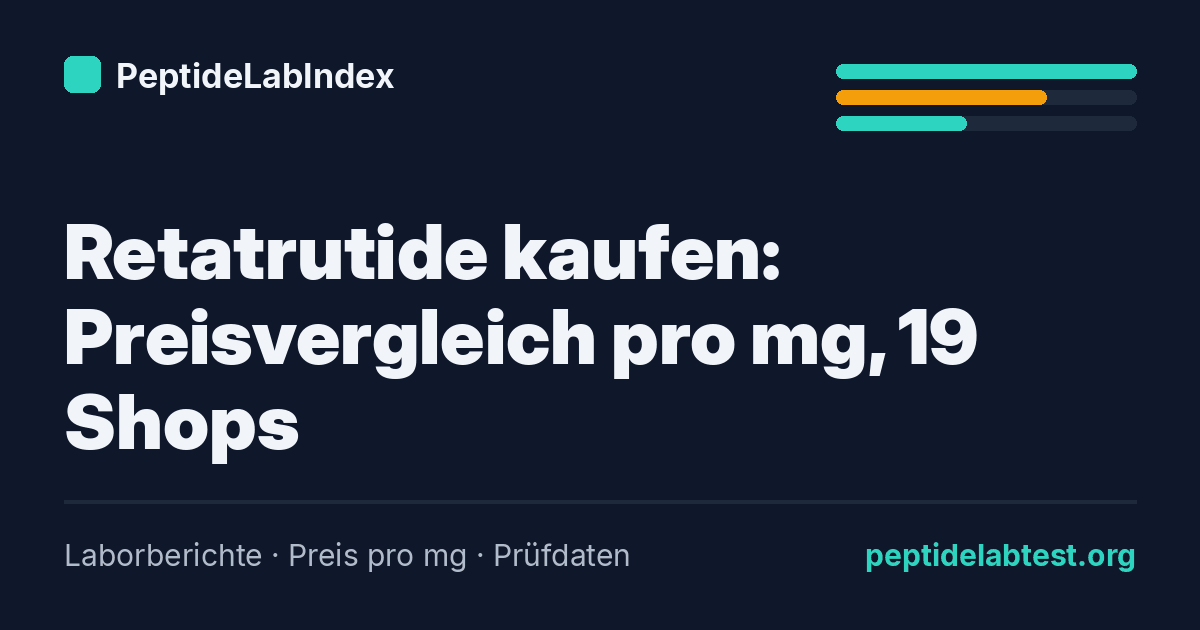 PeptideLabIndex
Retatrutide kaufen:
Preisvergleich pro mg, 19
Shops
Laborberichte · Preis pro mg · Prüfdaten
peptidelabtest.org